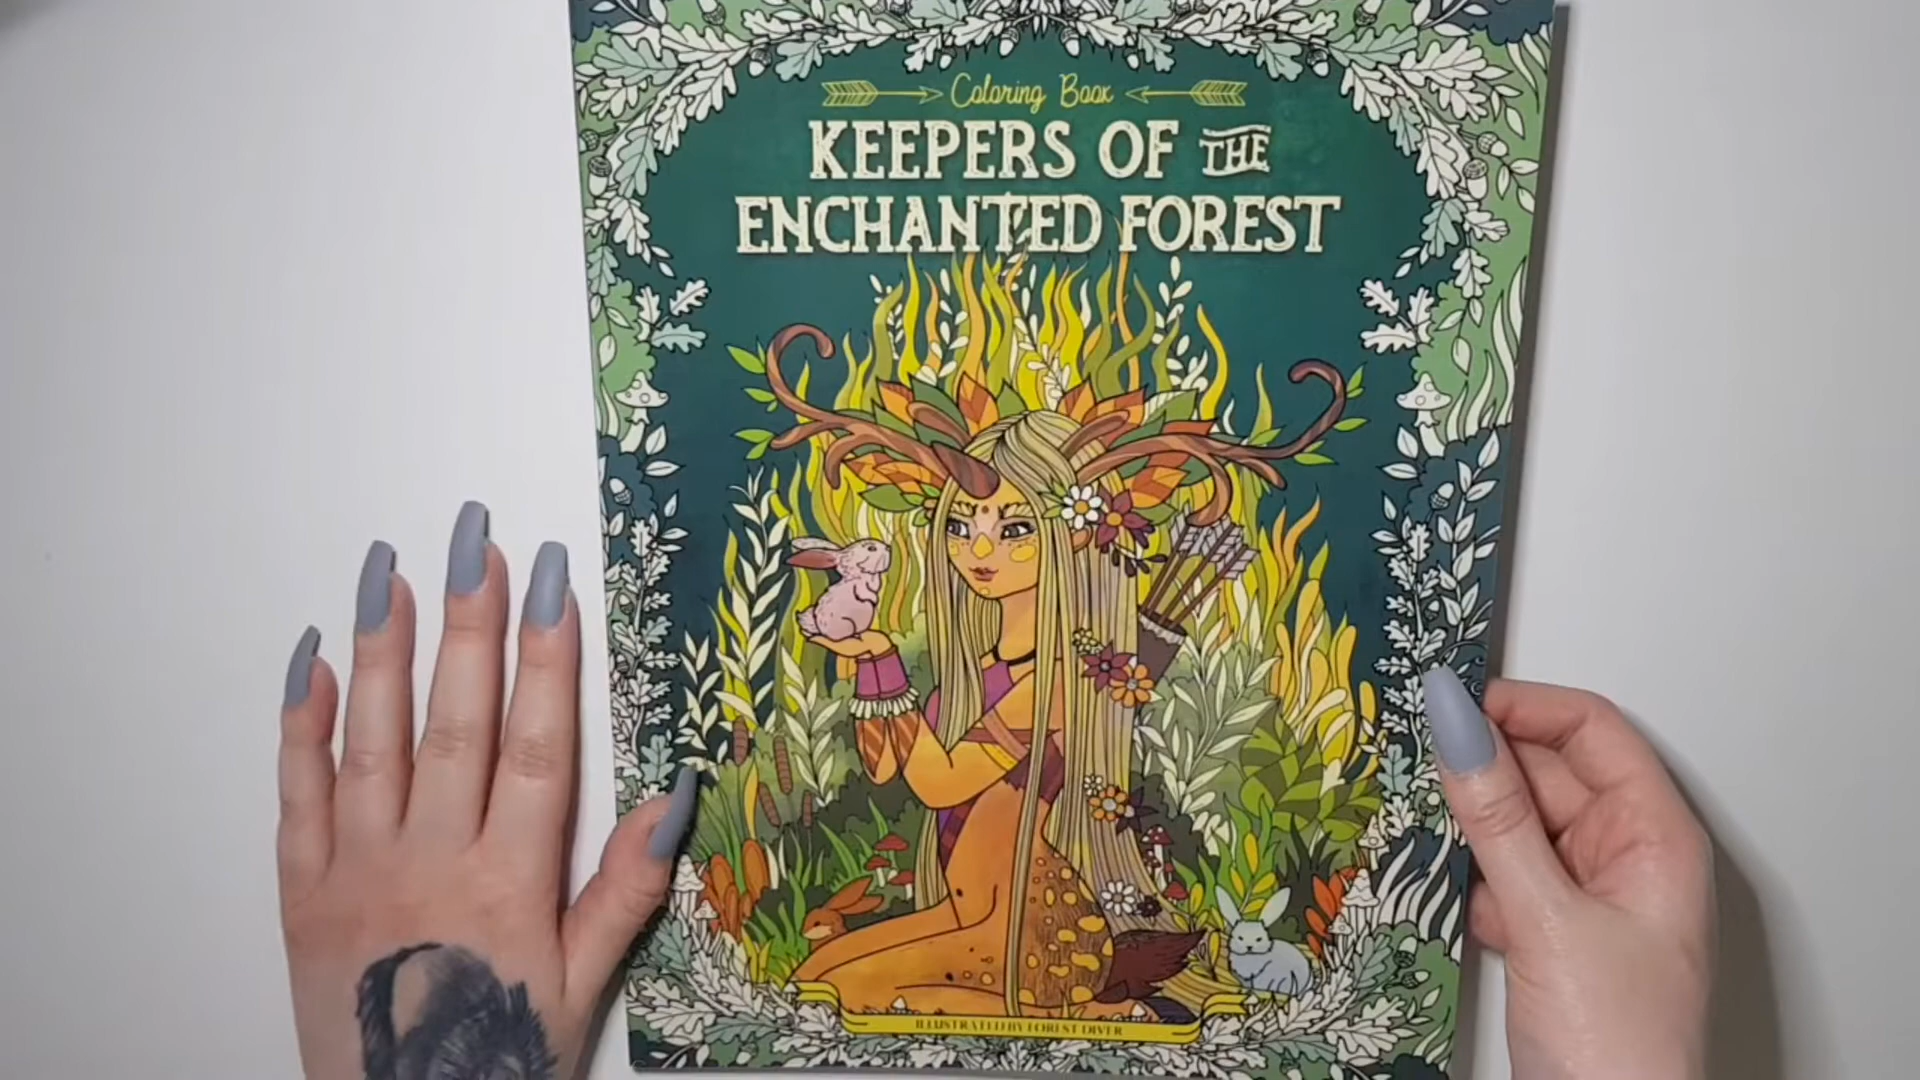 Coloring Book
KEEPERS OF THE
ENCHANTED FOREST
ILLUSTRATED BY FOREST DIVER